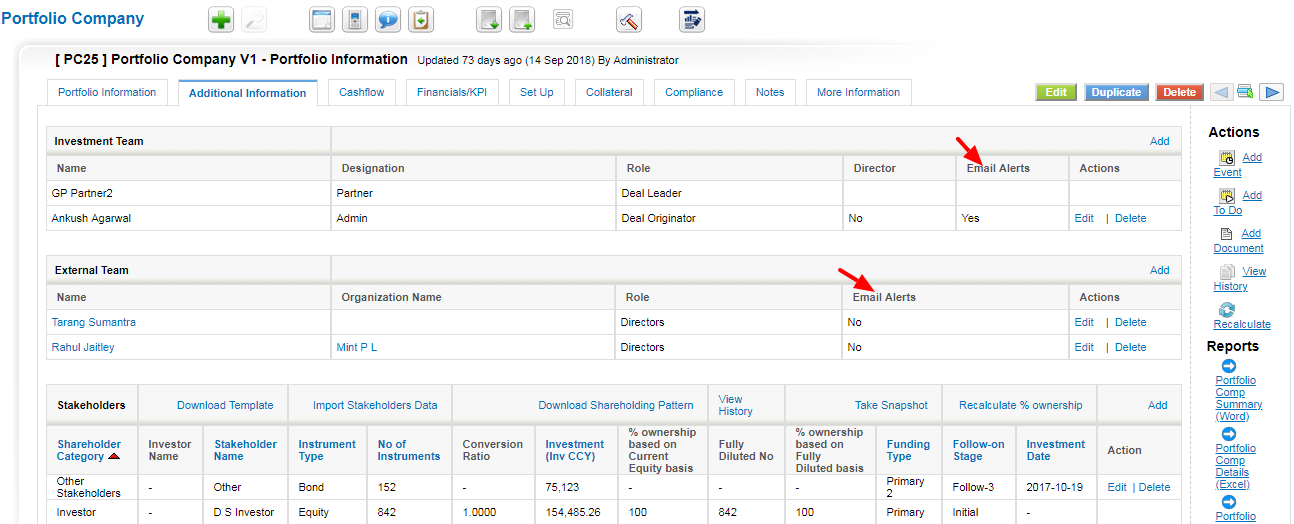 Portfolio Company
[ PC25 ] Portfolio Company V1 - Portfolio Information Updated 73 days ago (14 Sep 2018) By Administrator
Portfolio Information Additional Information Cashflow Financials/KPI Set Up Collateral Compliance Notes More Information Edit Duplicate Delete
Investment Team Add
Name Designation Role Director Email Alerts Actions
GP Partner2 Partner Deal Leader
Ankush Agarwal Admin Deal Originator No Yes Edit | Delete
External Team Add
Name Organization Name Role Email Alerts Actions
Tarang Sumantra Directors No Edit | Delete
Rahul Jaitley Mint P L Directors No Edit | Delete
Stakeholders Download Template Import Stakeholders Data Download Shareholding Pattern View History Take Snapshot Recalculate % ownership Add
Shareholder Category Investor Name Stakeholder Name Instrument Type No of Instruments Conversion Ratio Investment (Inv CCY) % ownership based on Current Equity basis Fully Diluted No % ownership based on Fully Diluted basis Funding Type Follow-on Stage Investment Date Action
Other Stakeholders - Other Bond 152 - 75,123 - - - Primary 2 Follow-3 2017-10-19 Edit | Delete
Investor - D S Investor Equity 842 1.0000 154,485.26 100 842 100 Primary Initial -
Actions
Add
Event
Add
To Do
Add
Document
View
History
Recalculate
Reports
Portfolio
Comp
Summary
(Word)
Portfolio
Comp
Details
(Excel)
Portfolio